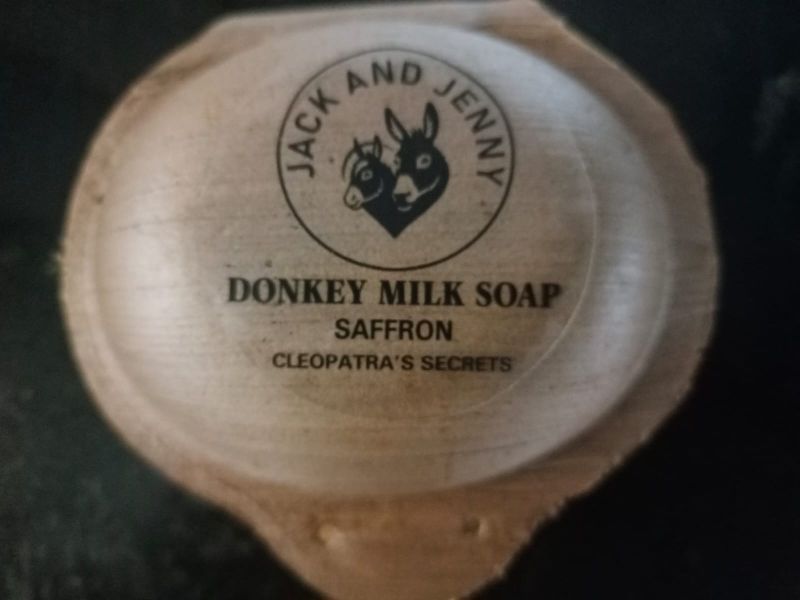 JACK AND JENNY
DONKEY MILK SOAP
SAFFRON
CLEOPATRA'S SECRETS